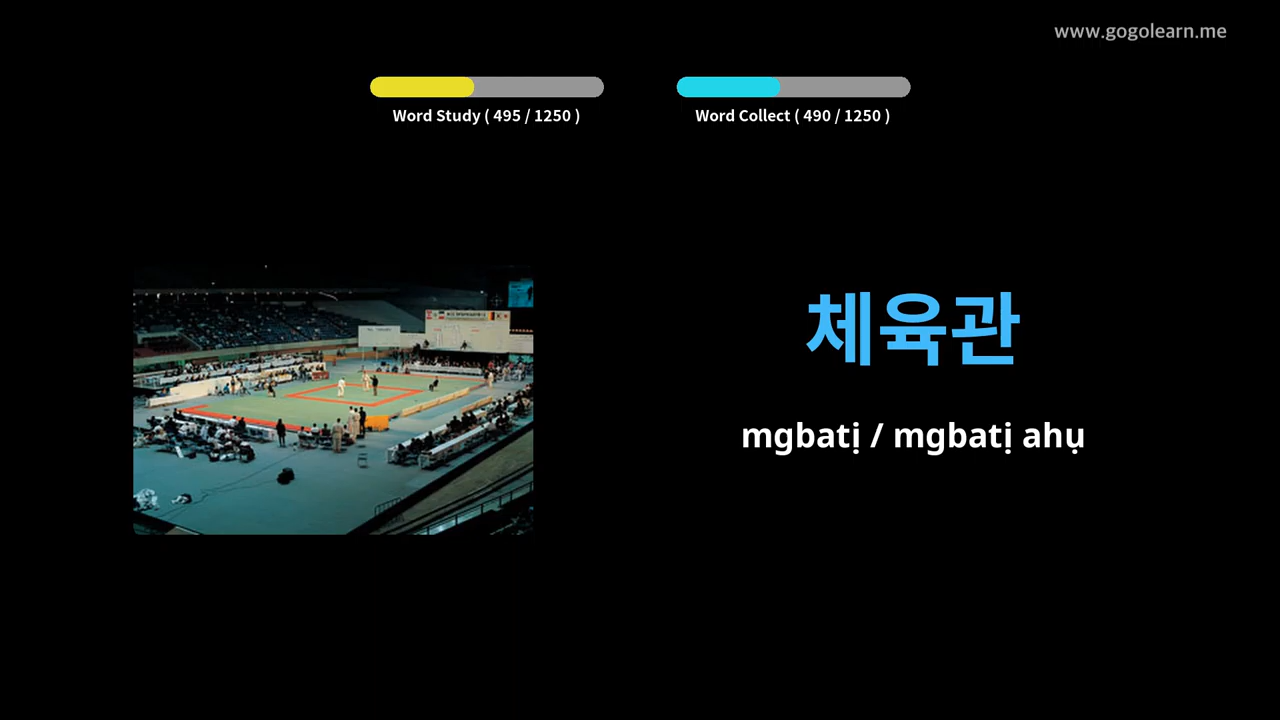 www.gogolearn.me
Word Study ( 495 / 1250 )
Word Collect ( 490 / 1250 )
체육관
mgbatị / mgbatị ahụ